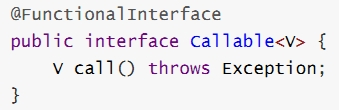 @FunctionalInterface
public interface Callable<V> {
    V call() throws Exception;
}